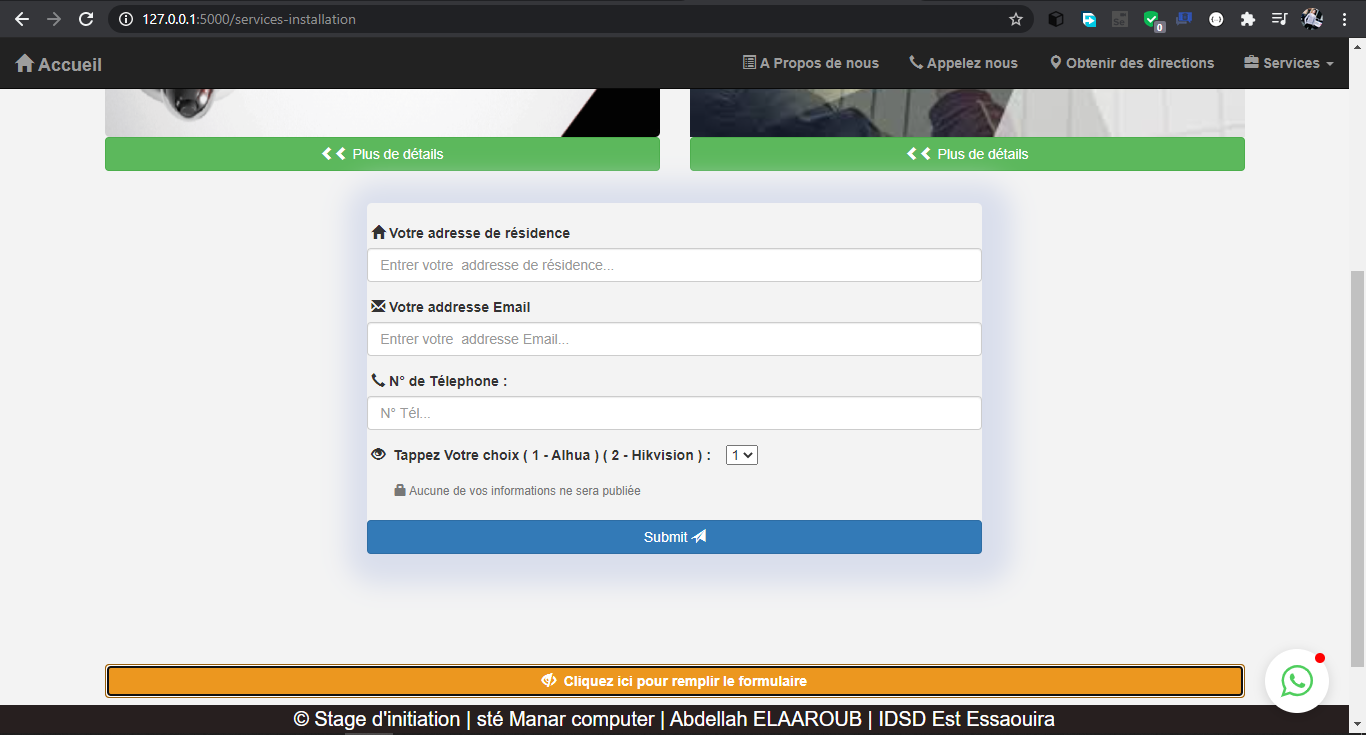 127.0.0.1:5000/services-installation
0
Accueil
A Propos de nous
Appelez nous
Obtenir des directions
Services
Plus de détails
Plus de détails
Votre adresse de résidence
Entrer votre  addresse de résidence...
Votre addresse Email
Entrer votre  addresse Email...
N° de Télephone :
N° Tél...
Tappez Votre choix ( 1 - Alhua ) ( 2 - Hikvision ) :
1
Aucune de vos informations ne sera publiée
Submit
Cliquez ici pour remplir le formulaire
© Stage d'initiation | sté Manar computer | Abdellah ELAAROUB | IDSD Est Essaouira